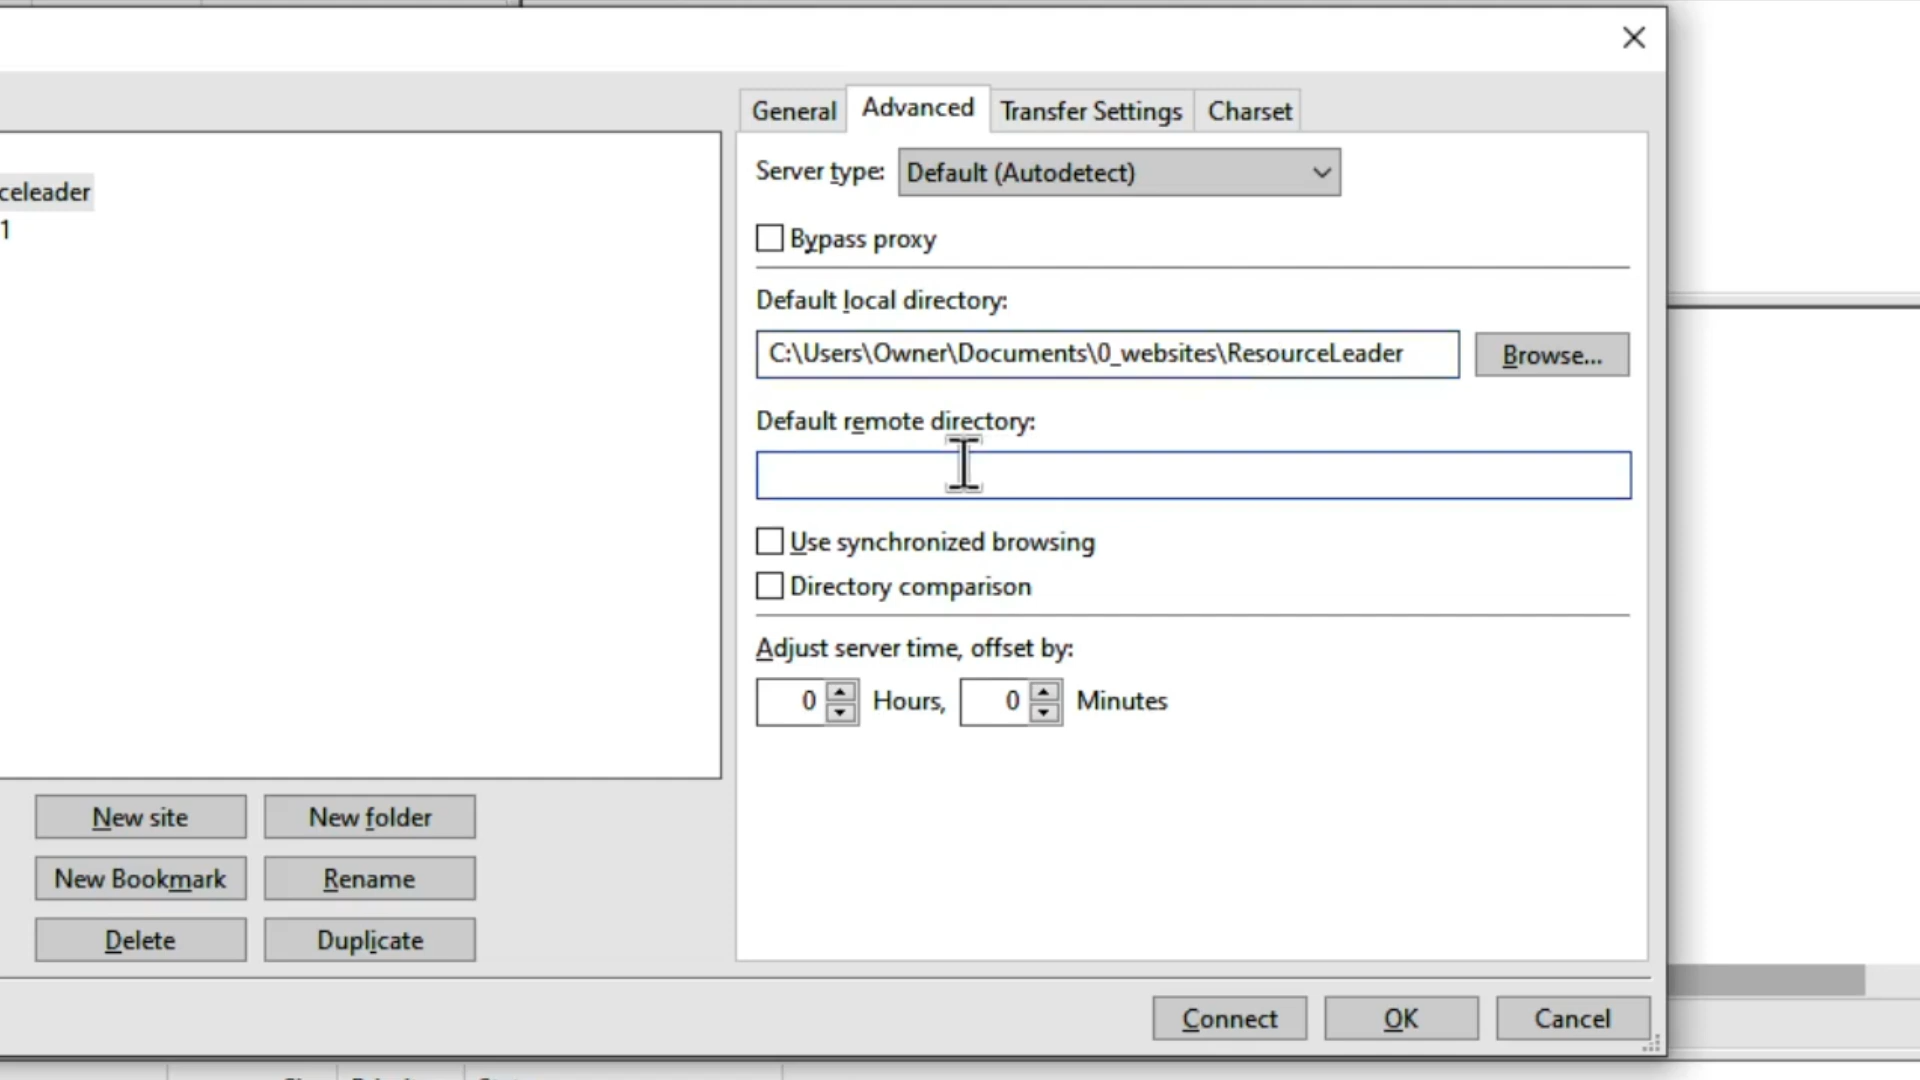 General Advanced Transfer Settings Charset
celeader
1
Server type: Default (Autodetect)
Bypass proxy
Default local directory:
C:\Users\Owner\Documents\0_websites\ResourceLeader Browse...
Default remote directory:
Use synchronized browsing
Directory comparison
Adjust server time, offset by:
0 Hours, 0 Minutes
New site New folder
New Bookmark Rename
Delete Duplicate
Connect OK Cancel